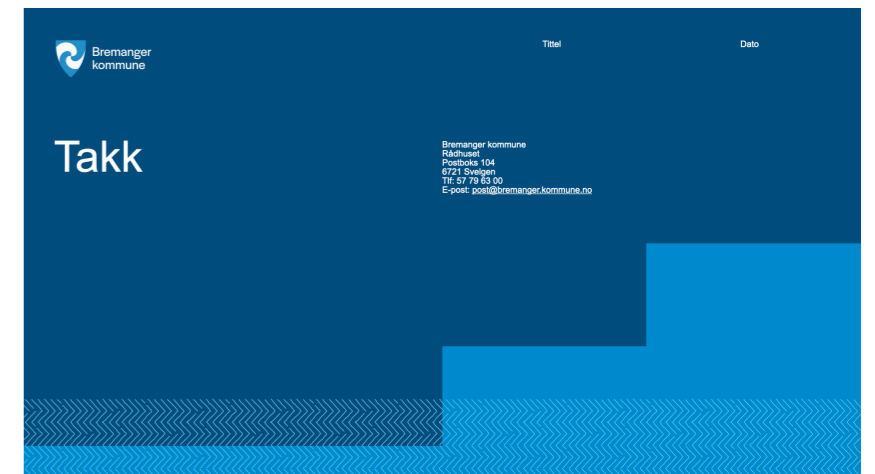 Bremanger
kommune
Tittel
Dato
Takk
Bremanger kommune
Rådhuset
Postboks 104
6721 Svelgen
Tlf: 57 79 63 00
E-post: post@bremanger.kommune.no